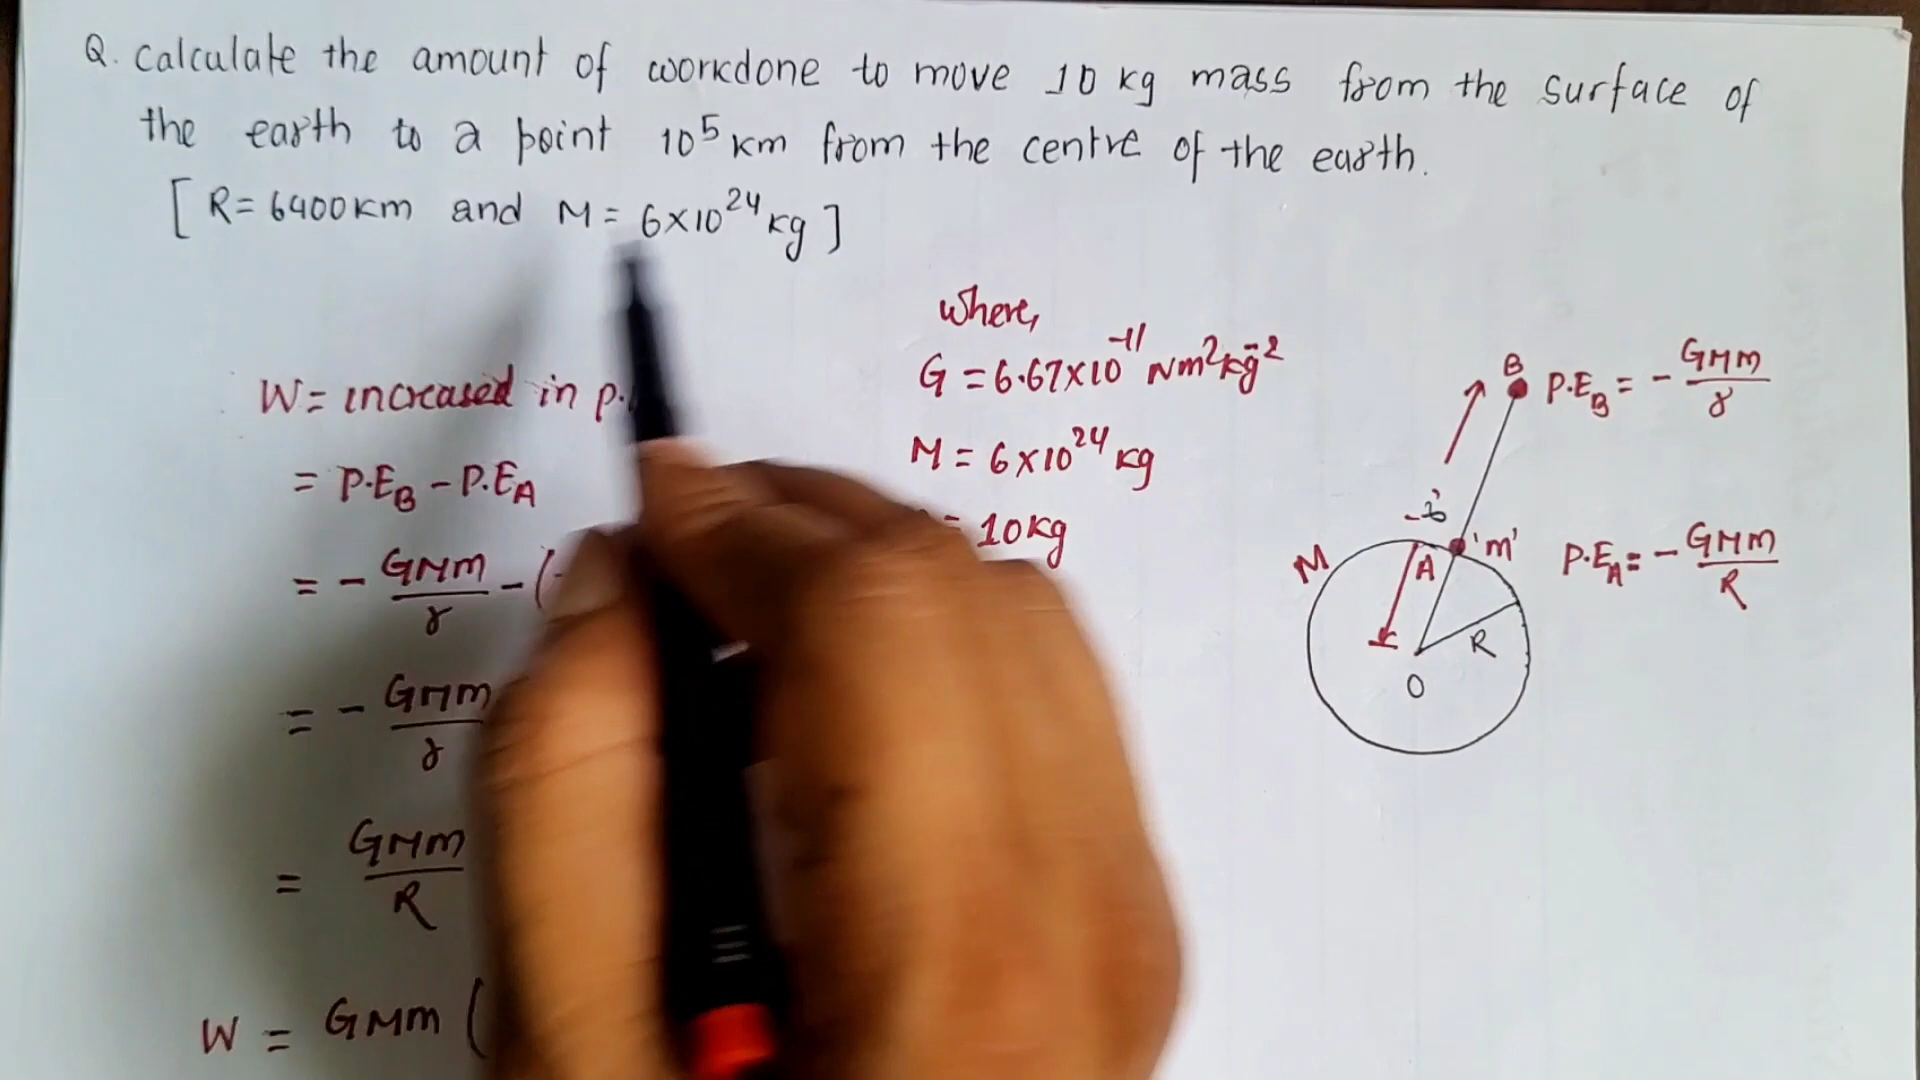 Q. Calculate the amount of workdone to move 10 kg mass from the surface of
the earth to a point 10⁵ km from the centre of the earth.
[R = 6400 km and M = 6×10²⁴ kg]
W = increased in p.
= P.E_B - P.E_A
= - GMm/r - (-
= - GMm/r
= GMm/R
W = GMm (
where,
G = 6.67×10⁻¹¹ Nm²kg⁻²
M = 6×10²⁴ kg
= 10kg
B P.E_B = - GMm/r
M A 'm' P.E_A = - GMm/R
R
O